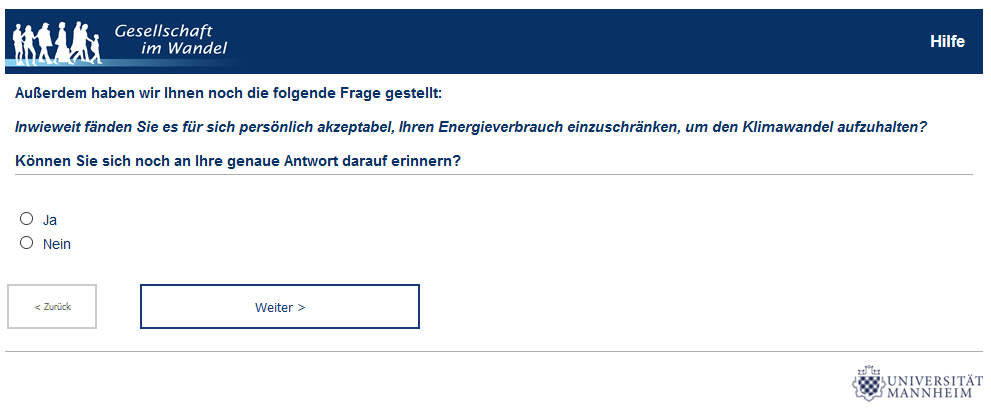 Gesellschaft
im Wandel
Hilfe
Außerdem haben wir Ihnen noch die folgende Frage gestellt:
Inwieweit fänden Sie es für sich persönlich akzeptabel, Ihren Energieverbrauch einzuschränken, um den Klimawandel aufzuhalten?
Können Sie sich noch an Ihre genaue Antwort darauf erinnern?
Ja
Nein
< Zurück
Weiter >
UNIVERSITÄT
MANNHEIM